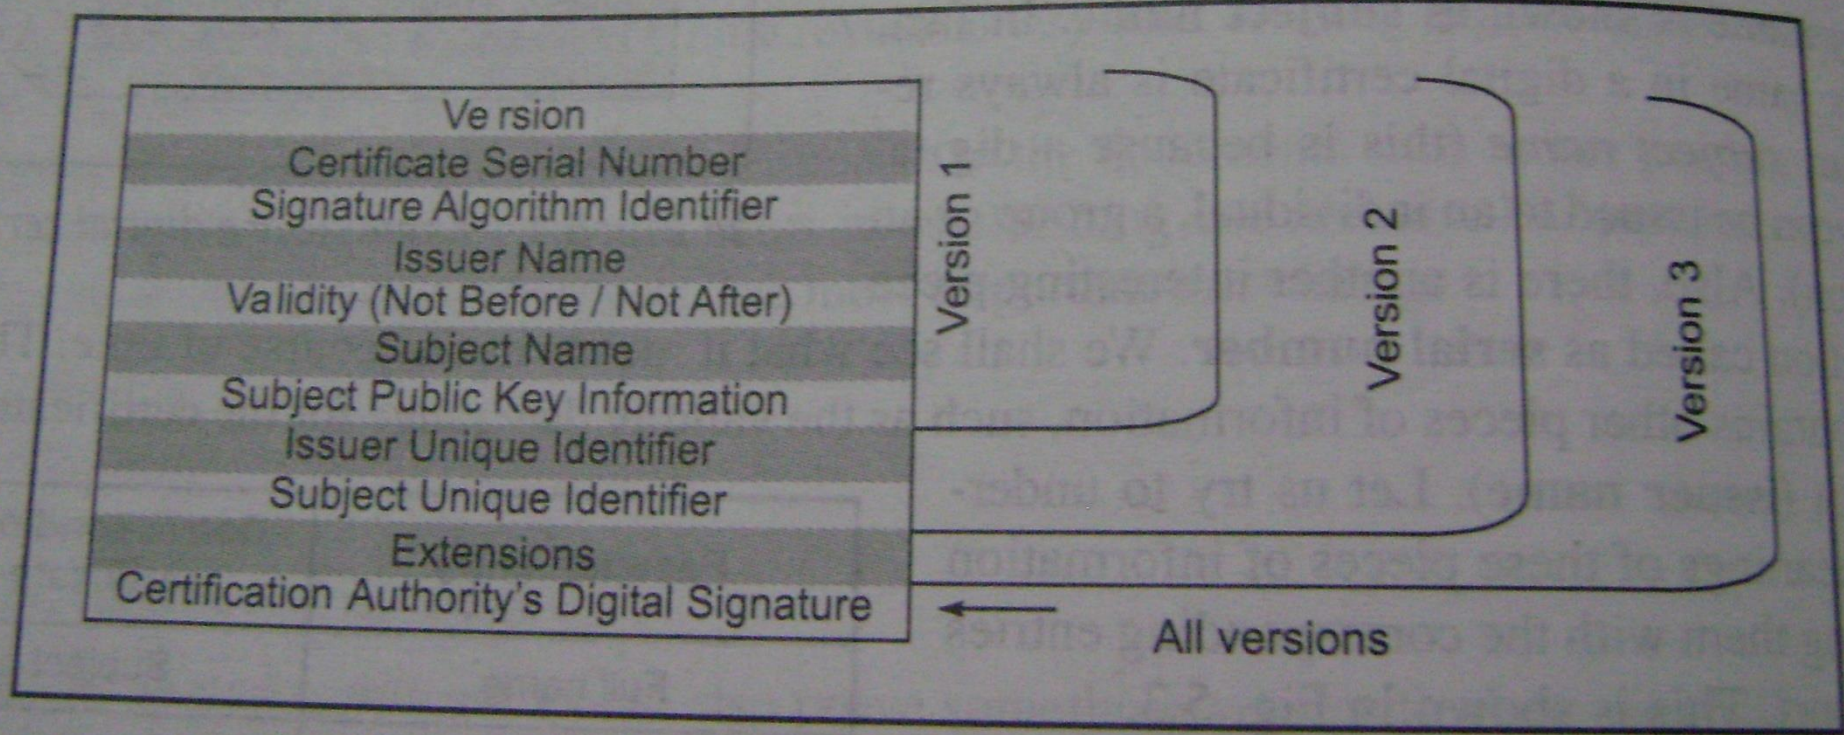 Ve rsion
Certificate Serial Number
Signature Algorithm Identifier
Issuer Name
Validity (Not Before / Not After)
Subject Name
Subject Public Key Information
Issuer Unique Identifier
Subject Unique Identifier
Extensions
Certification Authority's Digital Signature
Version 1
Version 2
Version 3
All versions